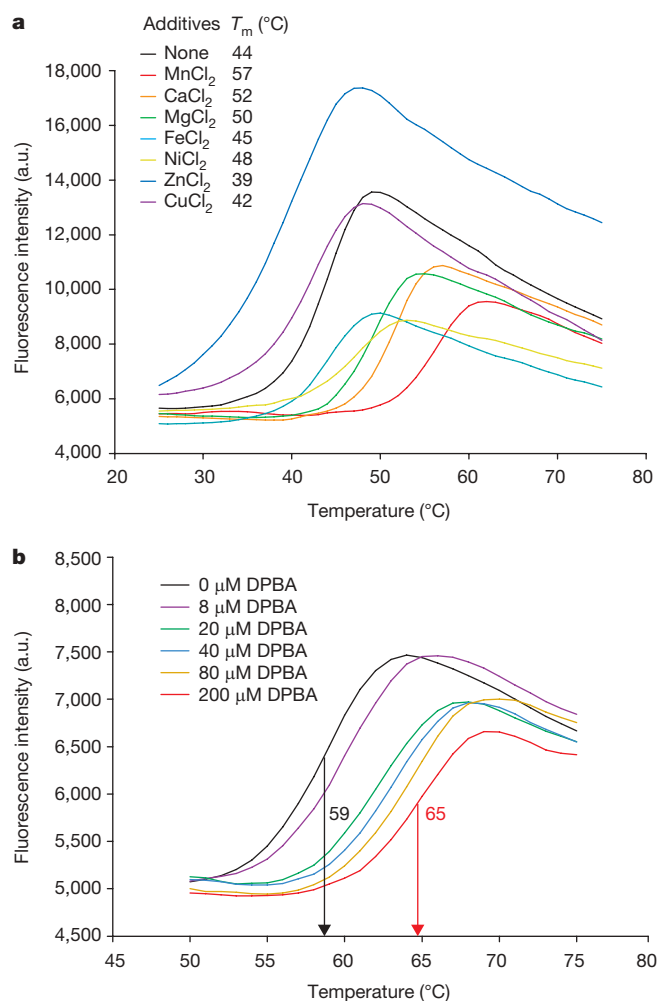 a
Additives Tm (°C)
None 44
MnCl2 57
CaCl2 52
MgCl2 50
FeCl2 45
NiCl2 48
ZnCl2 39
CuCl2 42
Fluorescence intensity (a.u.)
18,000
16,000
14,000
12,000
10,000
8,000
6,000
4,000
20 30 40 50 60 70 80
Temperature (°C)
b
0 μM DPBA
8 μM DPBA
20 μM DPBA
40 μM DPBA
80 μM DPBA
200 μM DPBA
Fluorescence intensity (a.u.)
8,500
8,000
7,500
7,000
6,500
6,000
5,500
5,000
4,500
59
65
45 50 55 60 65 70 75 80
Temperature (°C)